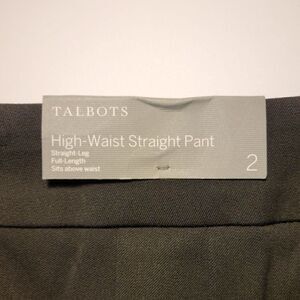 TALBOTS
High-Waist Straight Pant
Straight-Leg
Full-Length
Sits above waist
2